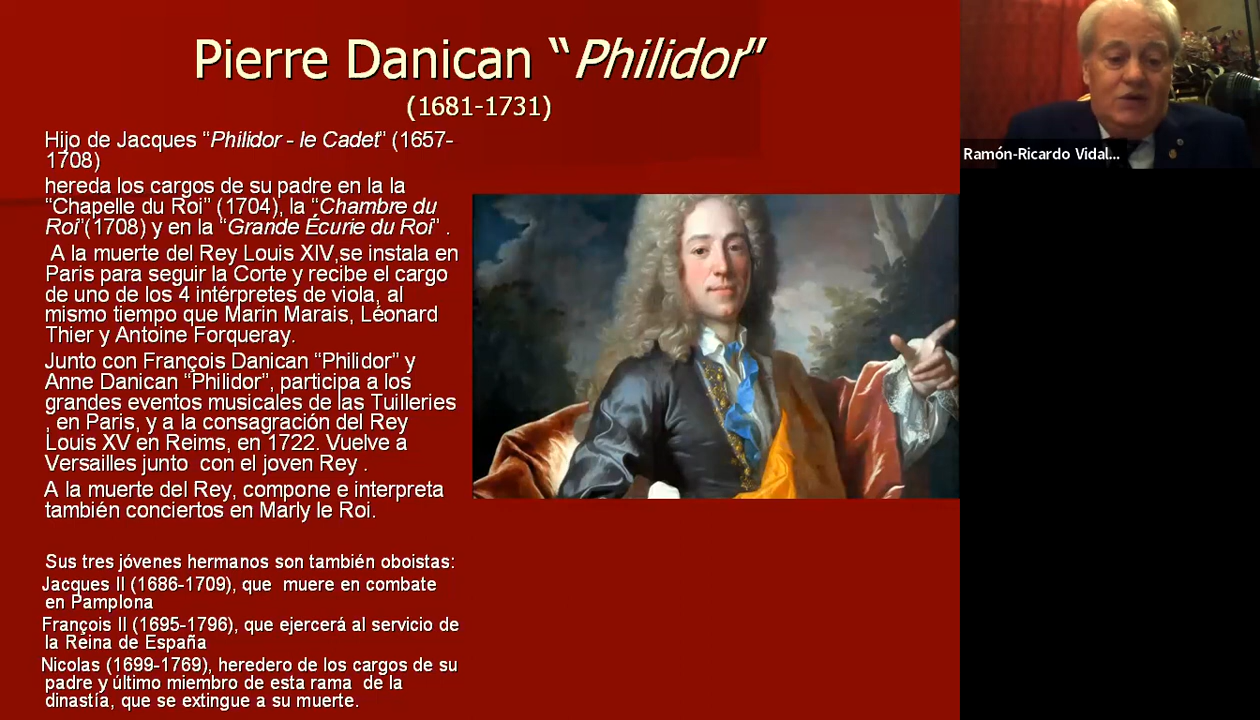 Pierre Danican “Philidor”
(1681-1731)
Hijo de Jacques “Philidor - le Cadet” (1657-
1708)
hereda los cargos de su padre en la la
“Chapelle du Roi” (1704), la “Chambre du
Roi”(1708) y en la “Grande Écurie du Roi” .
A la muerte del Rey Louis XIV,se instala en
Paris para seguir la Corte y recibe el cargo
de uno de los 4 intérpretes de viola, al
mismo tiempo que Marin Marais, Léonard
Thier y Antoine Forqueray.
Junto con François Danican “Philidor” y
Anne Danican “Philidor”, participa a los
grandes eventos musicales de las Tuilleries
, en Paris, y a la consagración del Rey
Louis XV en Reims, en 1722. Vuelve a
Versailles junto con el joven Rey .
A la muerte del Rey, compone e interpreta
también conciertos en Marly le Roi.
Sus tres jóvenes hermanos son también oboistas:
Jacques II (1686-1709), que muere en combate
en Pamplona
François II (1695-1796), que ejercerá al servicio de
la Reina de España
Nicolas (1699-1769), heredero de los cargos de su
padre y último miembro de esta rama de la
dinastía, que se extingue a su muerte.
Ramón-Ricardo Vidal...